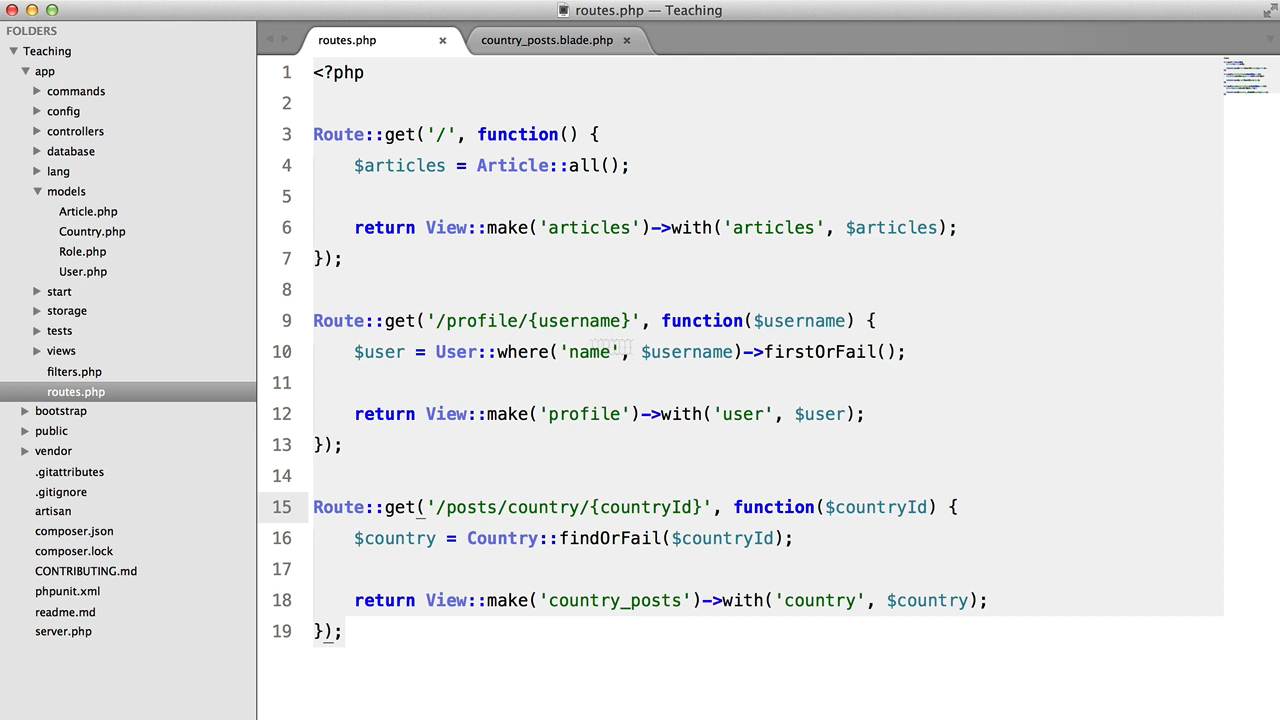 routes.php — Teaching
FOLDERS
Teaching
app
commands
config
controllers
database
lang
models
Article.php
Country.php
Role.php
User.php
start
storage
tests
views
filters.php
routes.php
bootstrap
public
vendor
.gitattributes
.gitignore
artisan
composer.json
composer.lock
CONTRIBUTING.md
phpunit.xml
readme.md
server.php
routes.php × country_posts.blade.php ×
1 <?php
2
3 Route::get('/', function() {
4     $articles = Article::all();
5
6     return View::make('articles')->with('articles', $articles);
7 });
8
9 Route::get('/profile/{username}', function($username) {
10     $user = User::where('name', $username)->firstOrFail();
11
12     return View::make('profile')->with('user', $user);
13 });
14
15 Route::get('/posts/country/{countryId}', function($countryId) {
16     $country = Country::findOrFail($countryId);
17
18     return View::make('country_posts')->with('country', $country);
19 });